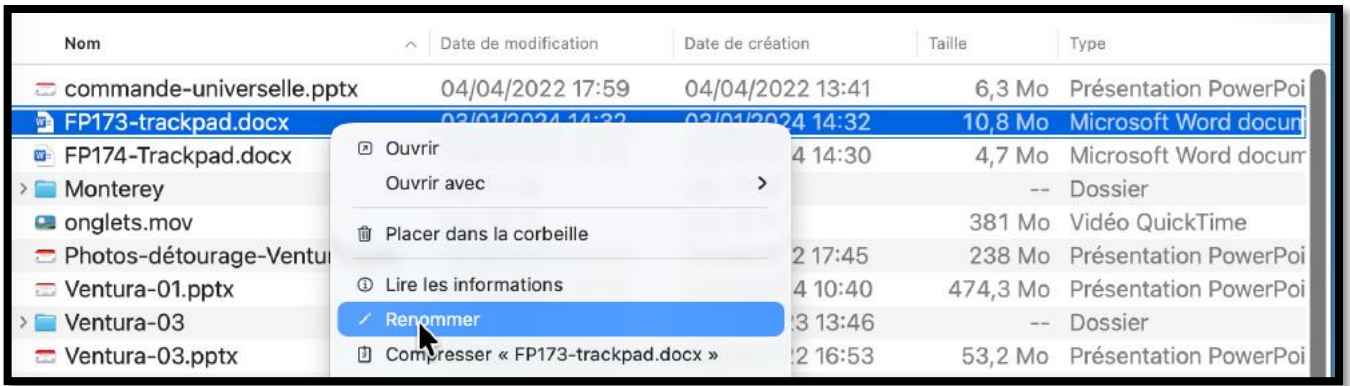 Nom Date de modification Date de création Taille Type
commande-universelle.pptx 04/04/2022 17:59 04/04/2022 13:41 6,3 Mo Présentation PowerPoi
FP173-trackpad.docx 03/01/2024 14:32 03/01/2024 14:32 10,8 Mo Microsoft Word docum
FP174-Trackpad.docx 4 14:30 4,7 Mo Microsoft Word docum
Monterey -- Dossier
onglets.mov 381 Mo Vidéo QuickTime
Photos-détourage-Ventu 2 17:45 238 Mo Présentation PowerPoi
Ventura-01.pptx 4 10:40 474,3 Mo Présentation PowerPoi
Ventura-03 3 13:46 -- Dossier
Ventura-03.pptx 2 16:53 53,2 Mo Présentation PowerPoi
Ouvrir
Ouvrir avec
Placer dans la corbeille
Lire les informations
Renommer
Compresser « FP173-trackpad.docx »